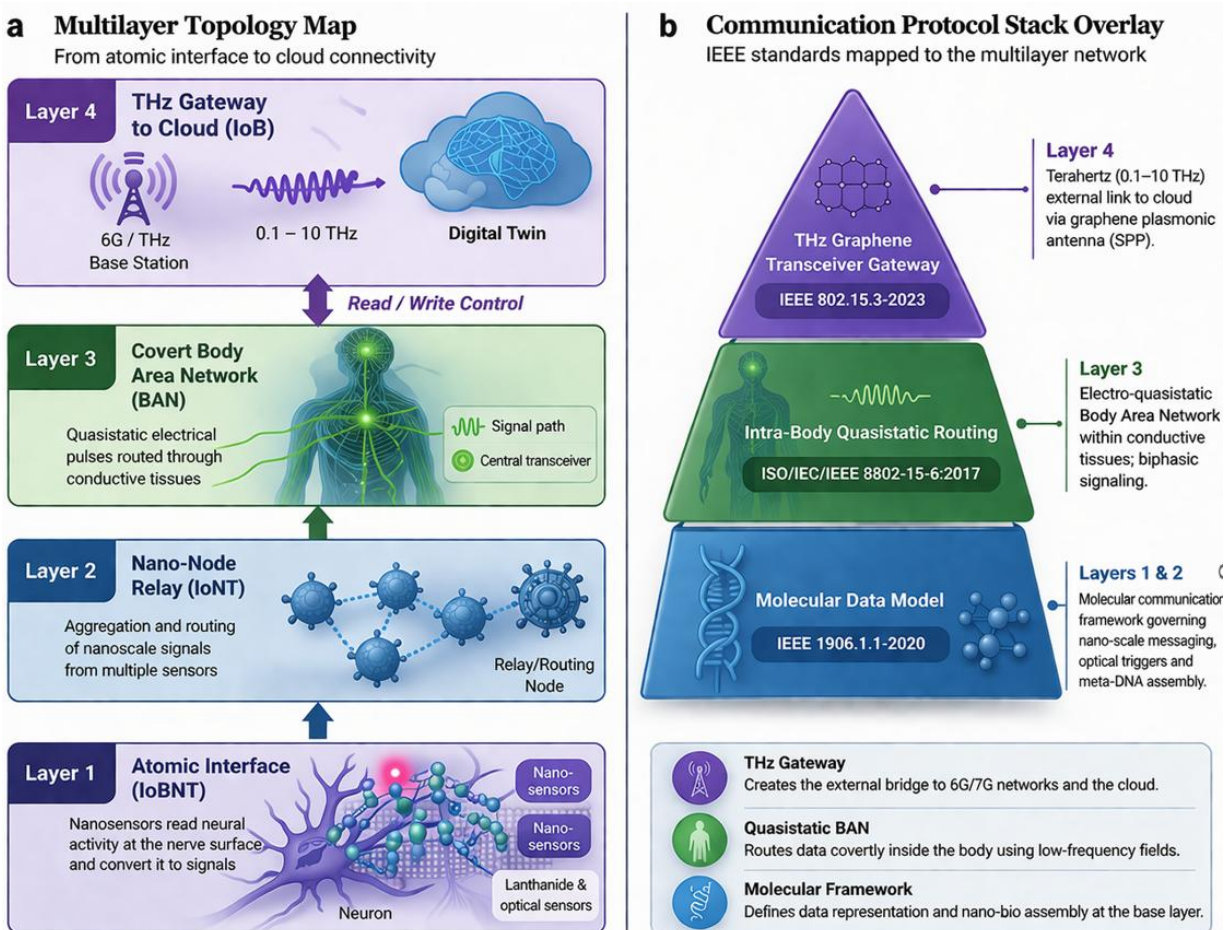 a Multilayer Topology Map
From atomic interface to cloud connectivity
Layer 4
THz Gateway
to Cloud (IoB)
6G / THz
Base Station
0.1 – 10 THz
Digital Twin
Read / Write Control
Layer 3
Covert Body
Area Network
(BAN)
Quasistatic electrical
pulses routed through
conductive tissues
Signal path
Central transceiver
Layer 2
Nano-Node
Relay (IoNT)
Aggregation and routing
of nanoscale signals
from multiple sensors
Relay/Routing
Node
Layer 1
Atomic Interface
(IoBNT)
Nanosensors read neural
activity at the nerve surface
and convert it to signals
Neuron
Nano-
sensors
Nano-
sensors
Lanthanide &
optical sensors
b Communication Protocol Stack Overlay
IEEE standards mapped to the multilayer network
THz Graphene
Transceiver Gateway
IEEE 802.15.3-2023
Layer 4
Terahertz (0.1–10 THz)
external link to cloud
via graphene plasmonic
antenna (SPP).
Intra-Body Quasistatic Routing
ISO/IEC/IEEE 8802-15-6:2017
Layer 3
Electro-quasistatic
Body Area Network
within conductive
tissues; biphasic
signaling.
Molecular Data Model
IEEE 1906.1.1-2020
Layers 1 & 2
Molecular communication
framework governing
nano-scale messaging,
optical triggers and
meta-DNA assembly.
THz Gateway
Creates the external bridge to 6G/7G networks and the cloud.
Quasistatic BAN
Routes data covertly inside the body using low-frequency fields.
Molecular Framework
Defines data representation and nano-bio assembly at the base layer.